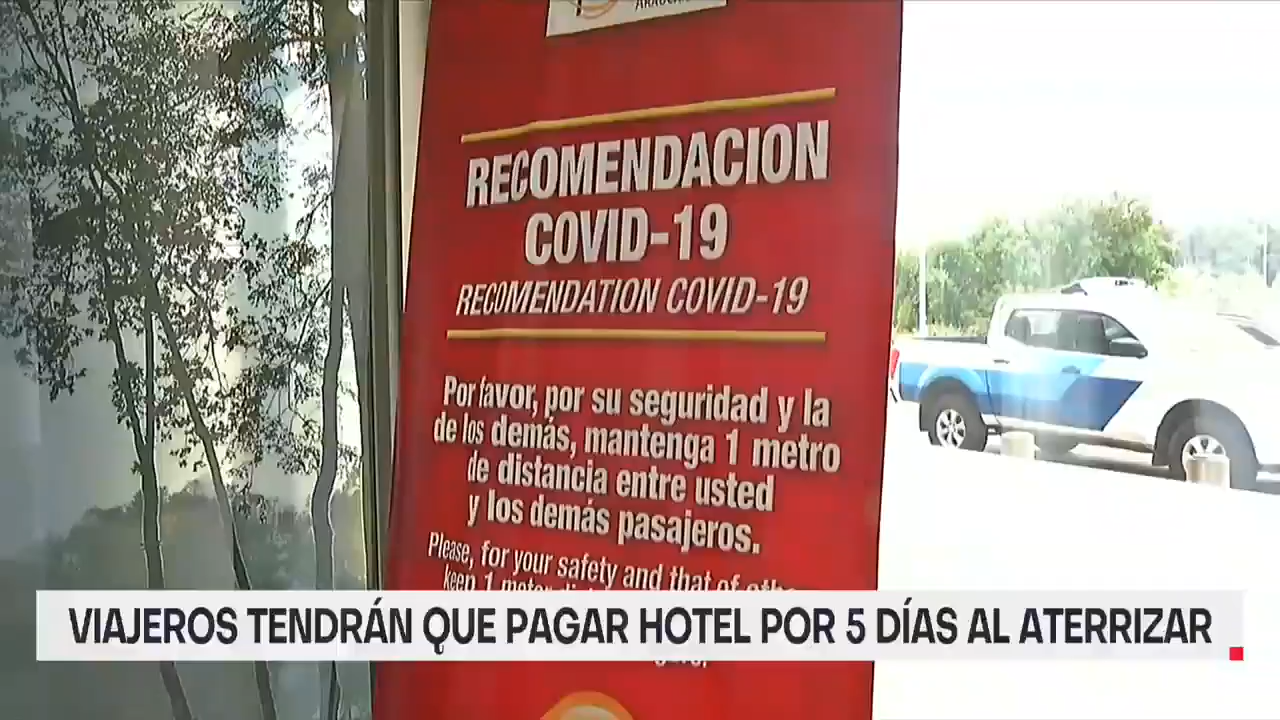 RECOMENDACION
COVID-19
RECOMENDATION COVID-19
Por favor, por su seguridad y la
de los demás, mantenga 1 metro
de distancia entre usted
y los demás pasajeros.
Please, for your safety and that of
keep 1
VIAJEROS TENDRÁN QUE PAGAR HOTEL POR 5 DÍAS AL ATERRIZAR